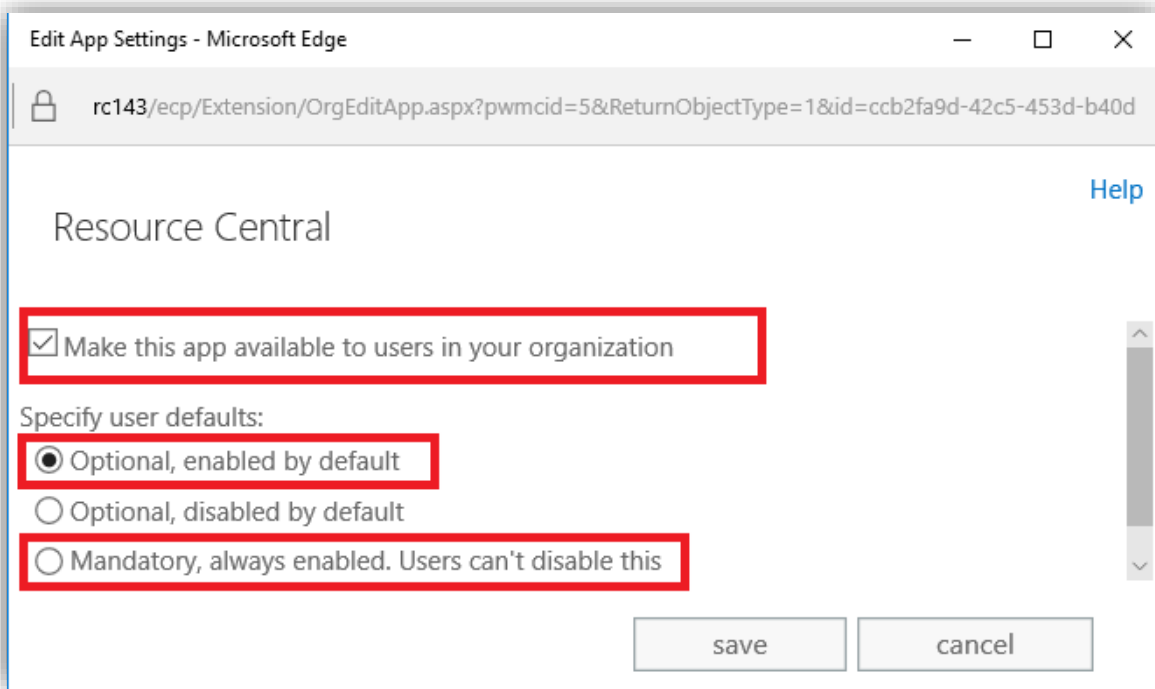 Edit App Settings - Microsoft Edge
rc143/ecp/Extension/OrgEditApp.aspx?pwmcid=5&ReturnObjectType=1&id=ccb2fa9d-42c5-453d-b40d
Help
Resource Central
Make this app available to users in your organization
Specify user defaults:
Optional, enabled by default
Optional, disabled by default
Mandatory, always enabled. Users can't disable this
save cancel